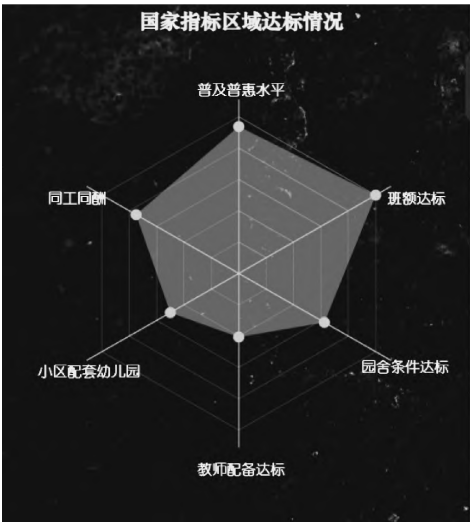 国家指标区域达标情况
普及普惠水平
同工同酬
班额达标
小区配套幼儿园
园舍条件达标
教师配备达标